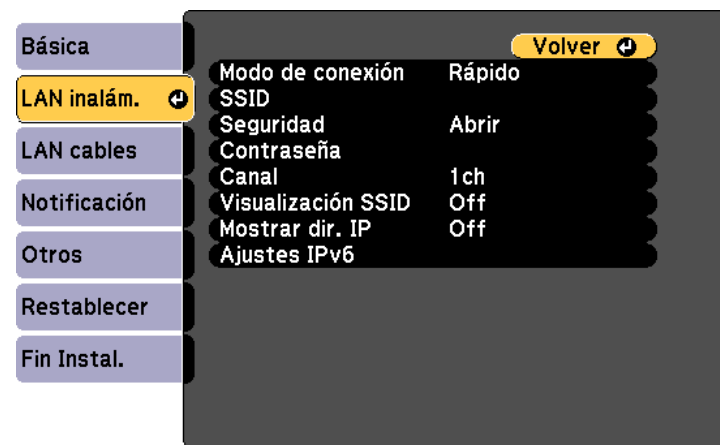 Básica
LAN inalám.
LAN cables
Notificación
Otros
Restablecer
Fin Instal.
Volver
Modo de conexión Rápido
SSID
Seguridad Abrir
Contraseña
Canal 1ch
Visualización SSID Off
Mostrar dir. IP Off
Ajustes IPv6